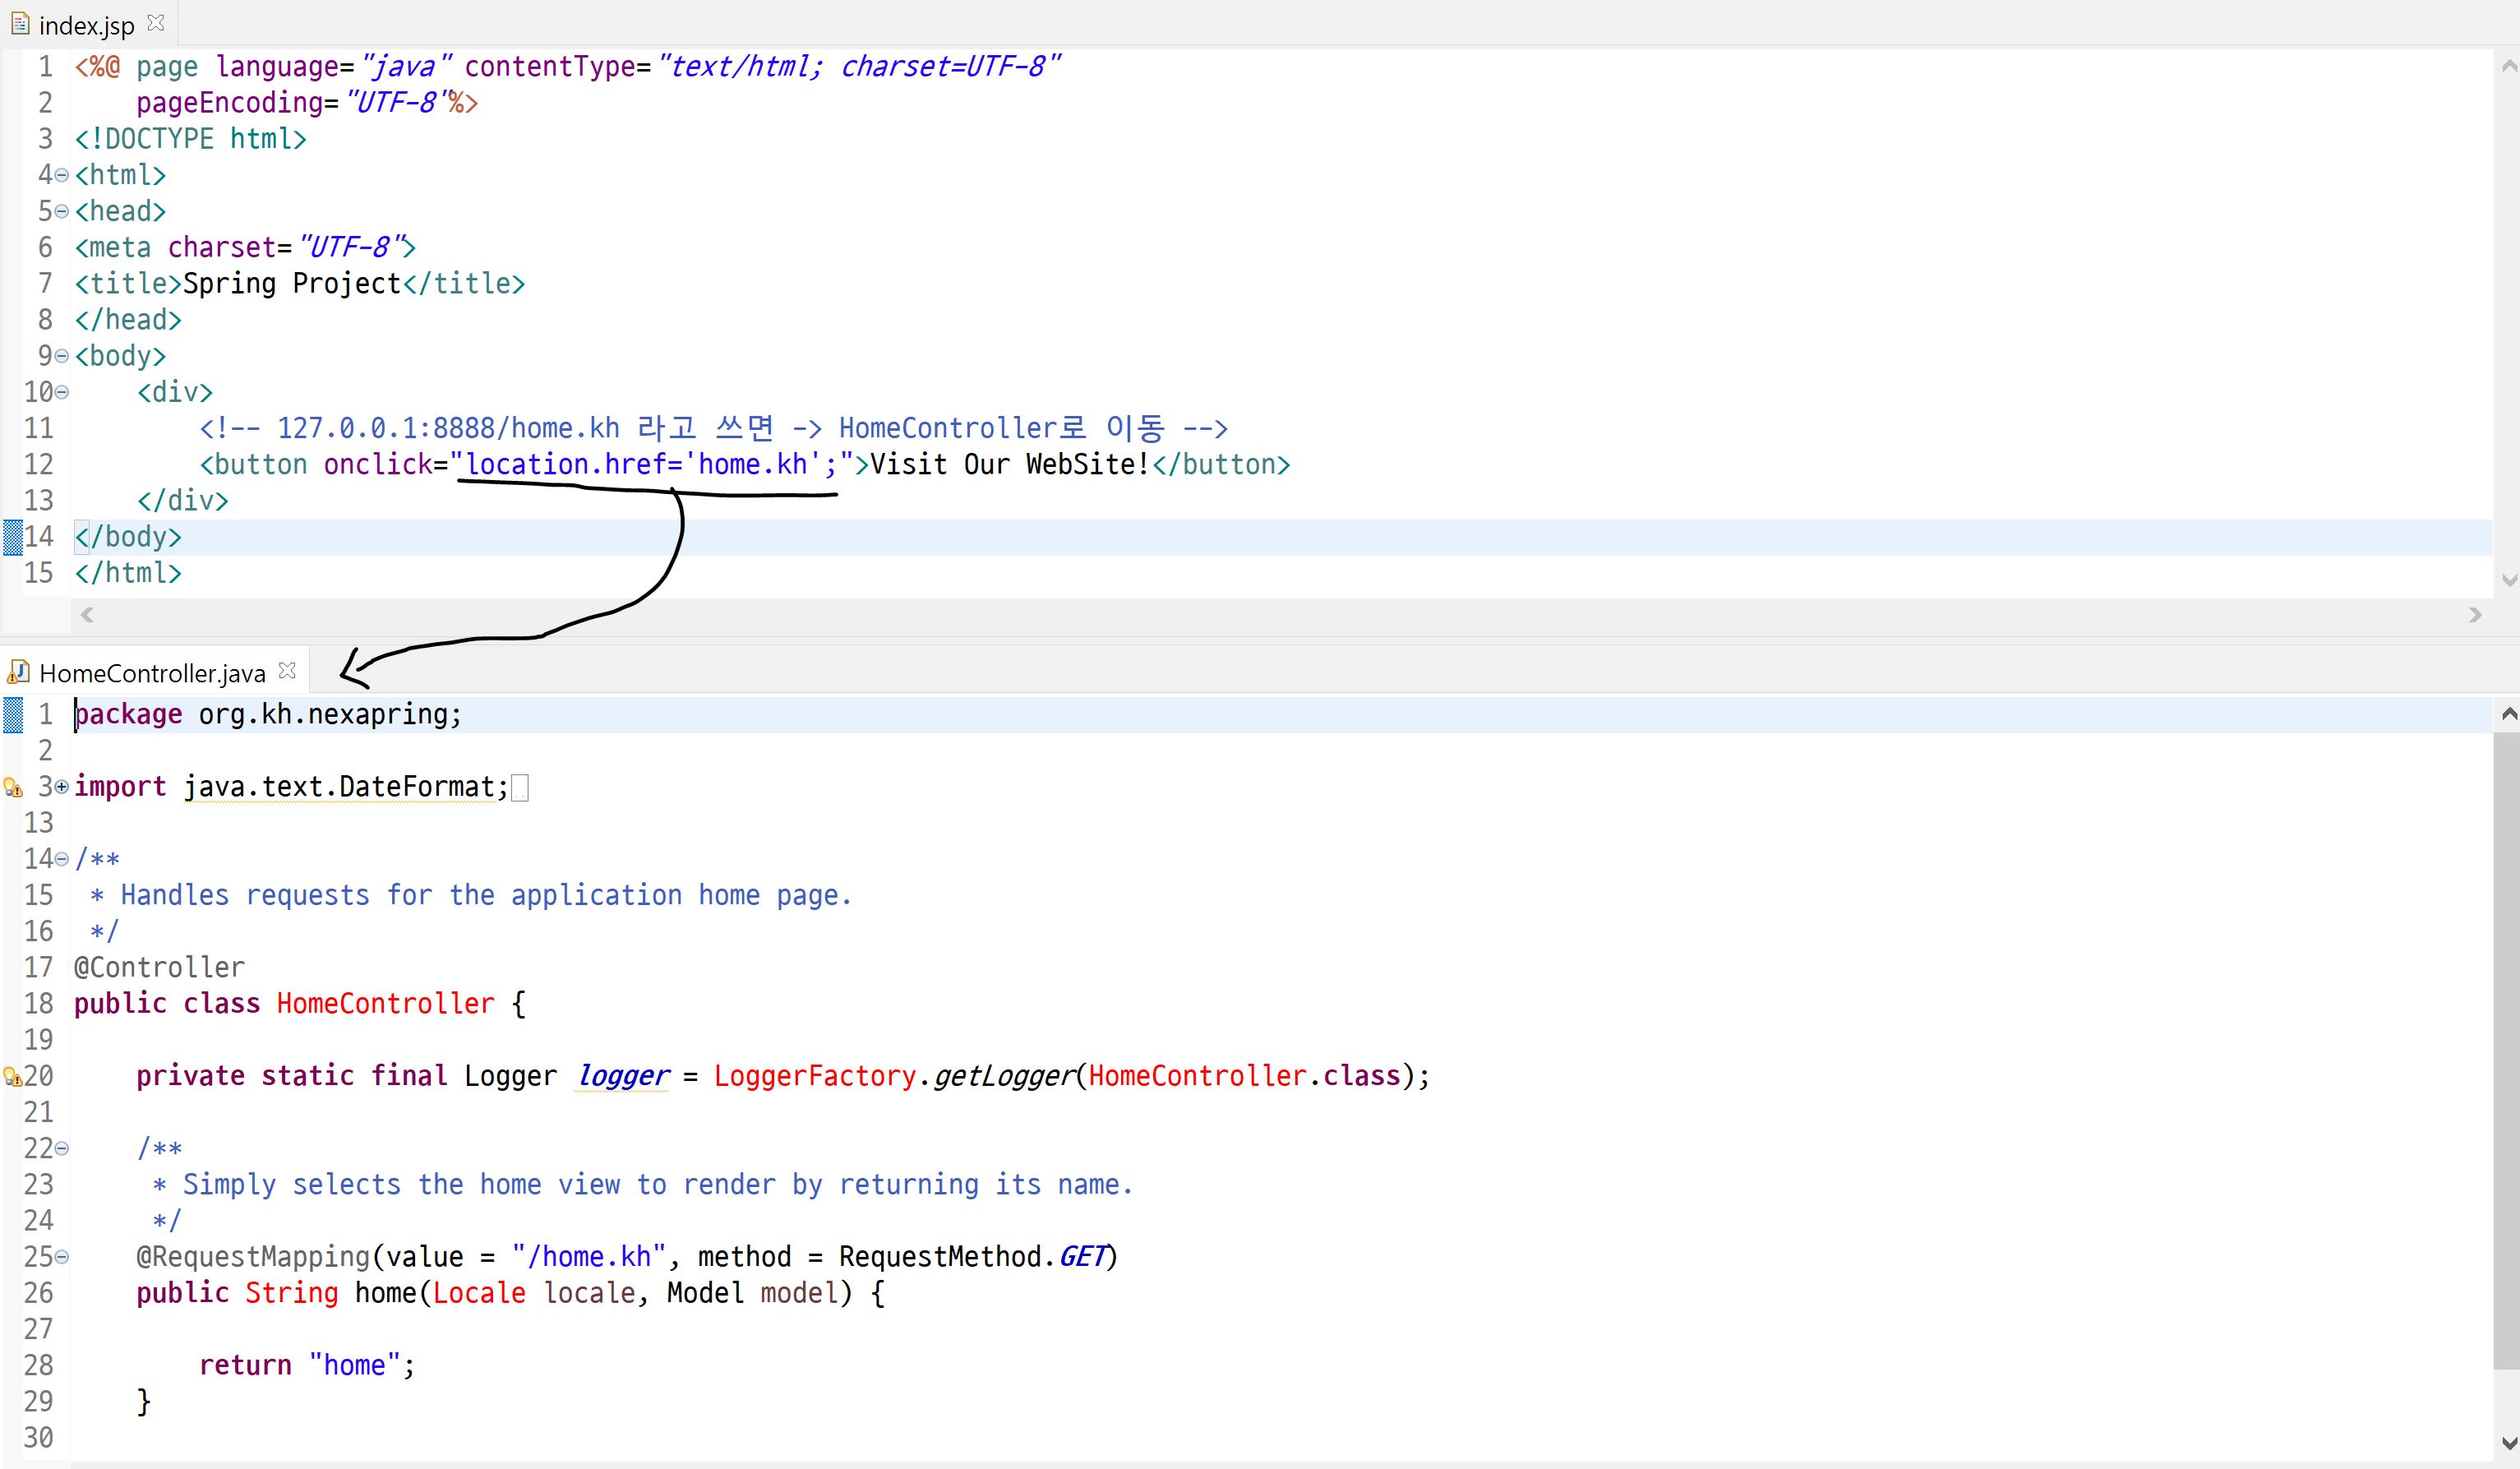 index.jsp
1 <%@ page language="java" contentType="text/html; charset=UTF-8"
2     pageEncoding="UTF-8"%>
3 <!DOCTYPE html>
4 <html>
5 <head>
6 <meta charset="UTF-8">
7 <title>Spring Project</title>
8 </head>
9 <body>
10     <div>
11         <!-- 127.0.0.1:8888/home.kh 라고 쓰면 -> HomeController로 이동 -->
12         <button onclick="location.href='home.kh';">Visit Our WebSite!</button>
13     </div>
14 </body>
15 </html>
HomeController.java
1 package org.kh.nexapring;
2
3 import java.text.DateFormat;
13
14 /**
15  * Handles requests for the application home page.
16  */
17 @Controller
18 public class HomeController {
19
20     private static final Logger logger = LoggerFactory.getLogger(HomeController.class);
21
22     /**
23      * Simply selects the home view to render by returning its name.
24      */
25     @RequestMapping(value = "/home.kh", method = RequestMethod.GET)
26     public String home(Locale locale, Model model) {
27
28         return "home";
29     }
30